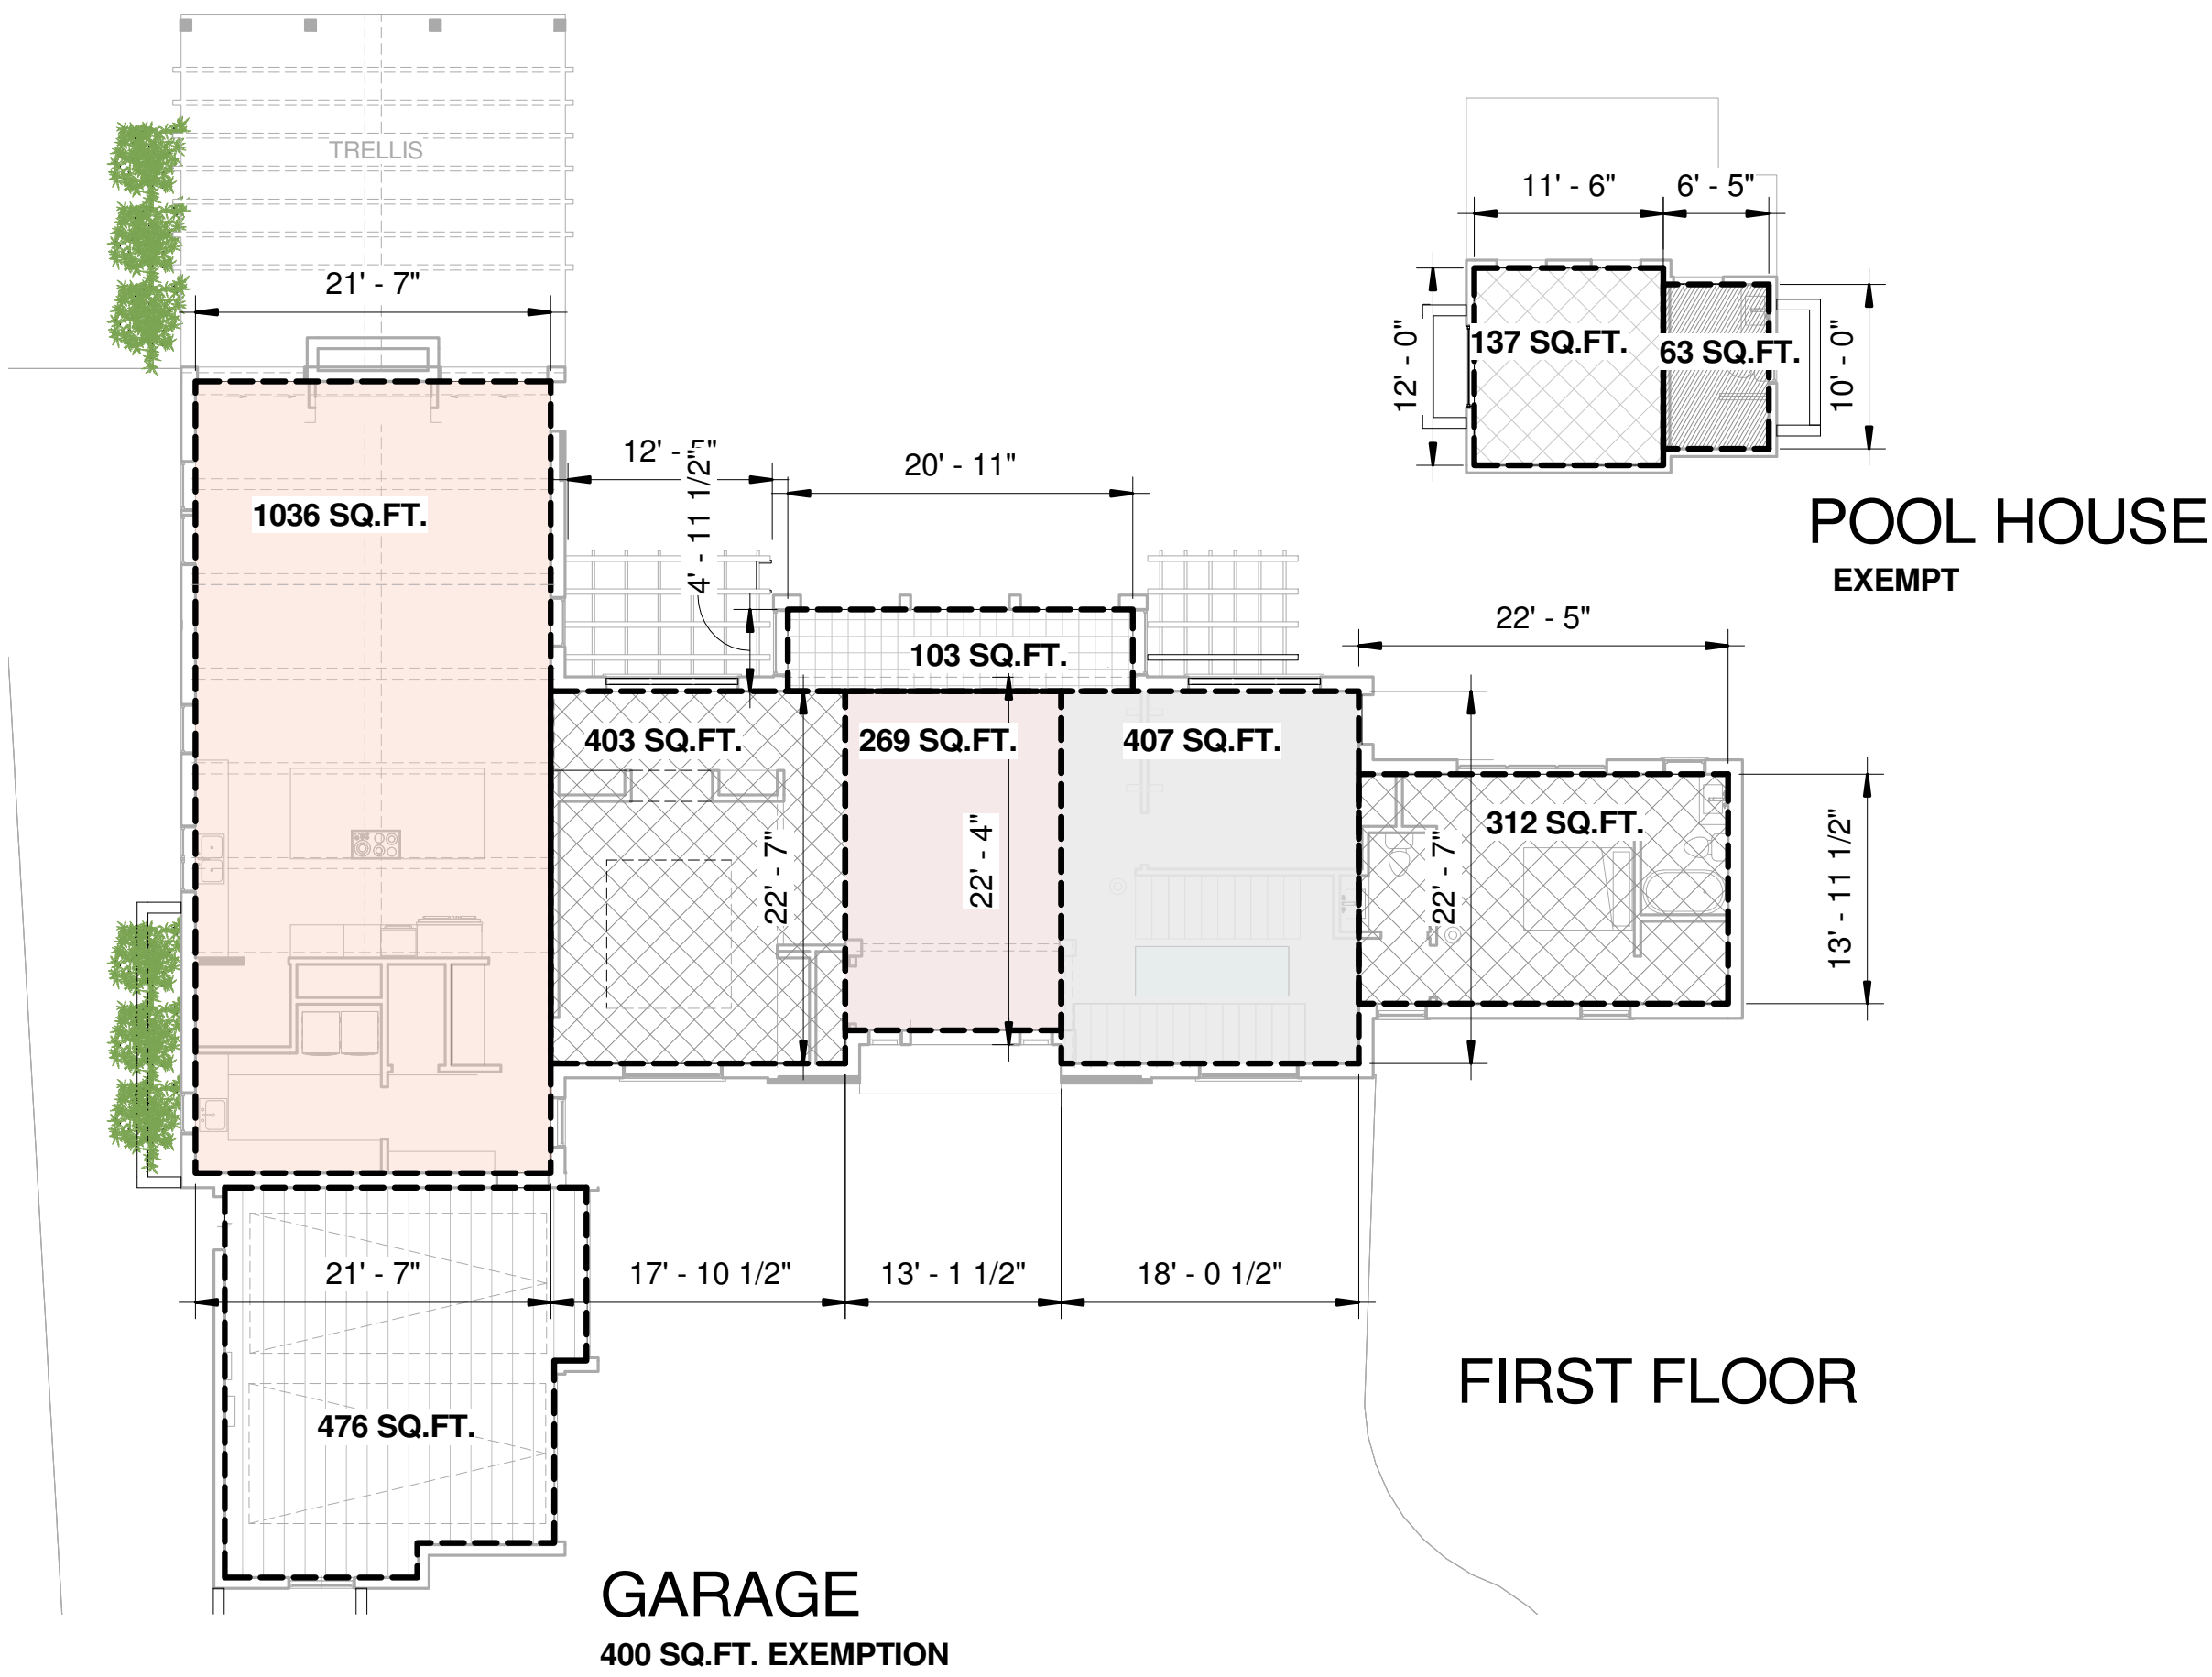 TRELLIS
21' - 7"
11' - 6"
6' - 5"
12' - 0"
137 SQ.FT.
63 SQ.FT.
10' - 0"
POOL HOUSE
EXEMPT
1036 SQ.FT.
12' - 5"
4' - 11 1/2"
20' - 11"
103 SQ.FT.
22' - 5"
403 SQ.FT.
269 SQ.FT.
407 SQ.FT.
312 SQ.FT.
22' - 7"
22' - 4"
22' - 7"
13' - 11 1/2"
21' - 7"
17' - 10 1/2"
13' - 1 1/2"
18' - 0 1/2"
FIRST FLOOR
476 SQ.FT.
GARAGE
400 SQ.FT. EXEMPTION